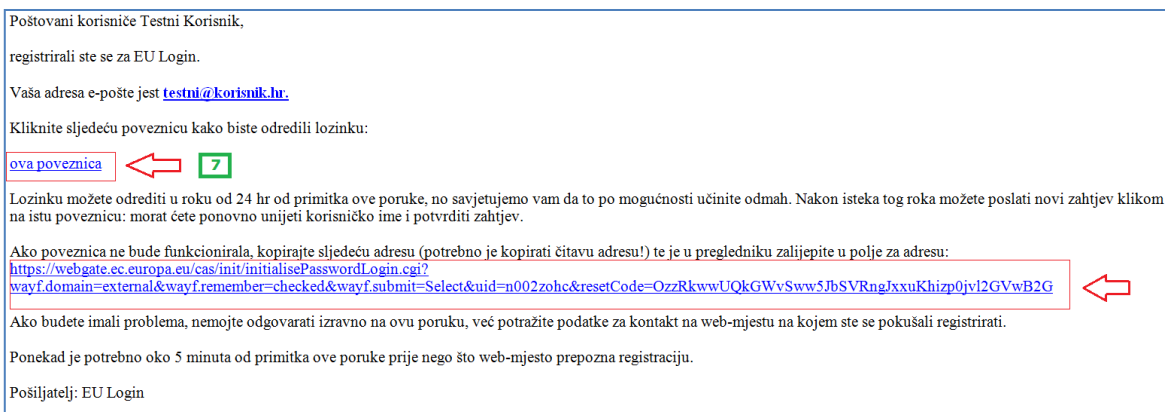 Poštovani korisniče Testni Korisnik,
registrirali ste se za EU Login.
Vaša adresa e-pošte jest testni@korisnik.hr.
Kliknite sljedeću poveznicu kako biste odredili lozinku:
ova poveznica 7
Lozinku možete odrediti u roku od 24 hr od primitka ove poruke, no savjetujemo vam da to po mogućnosti učinite odmah. Nakon isteka tog roka možete poslati novi zahtjev klikom
na istu poveznicu: morat ćete ponovno unijeti korisničko ime i potvrditi zahtjev.
Ako poveznica ne bude funkcionirala, kopirajte sljedeću adresu (potrebno je kopirati čitavu adresu!) te je u pregledniku zalijepite u polje za adresu:
https://webgate.ec.europa.eu/cas/init/initialisePasswordLogin.cgi?
wayf.domain=external&wayf.remember=checked&wayf.submit=Select&uid=n002zohc&resetCode=OzzRkwwUQkGWvSww5JbSVRngJxxuKhizp0jvl2GVwB2G
Ako budete imali problema, nemojte odgovarati izravno na ovu poruku, već potražite podatke za kontakt na web-mjestu na kojem ste se pokušali registrirati.
Ponekad je potrebno oko 5 minuta od primitka ove poruke prije nego što web-mjesto prepozna registraciju.
Pošiljatelj: EU Login